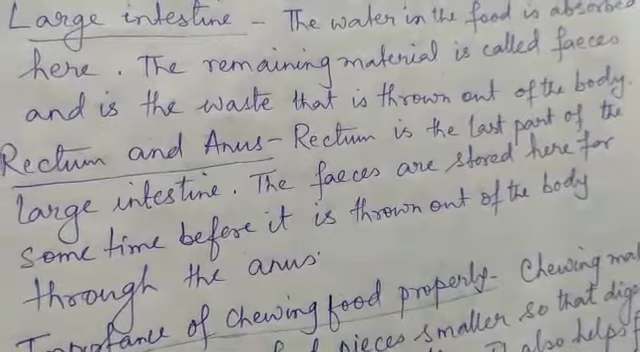 Large intestine - The water in the food is absorbed
here. The remaining material is called faeces
and is the waste that is thrown out of the body.
Rectum and Anus - Rectum is the last part of the
large intestine. The faeces are stored here for
some time before it is thrown out of the body
through the anus.
Importance of chewing food properly - Chewing
pieces smaller so that
also helps